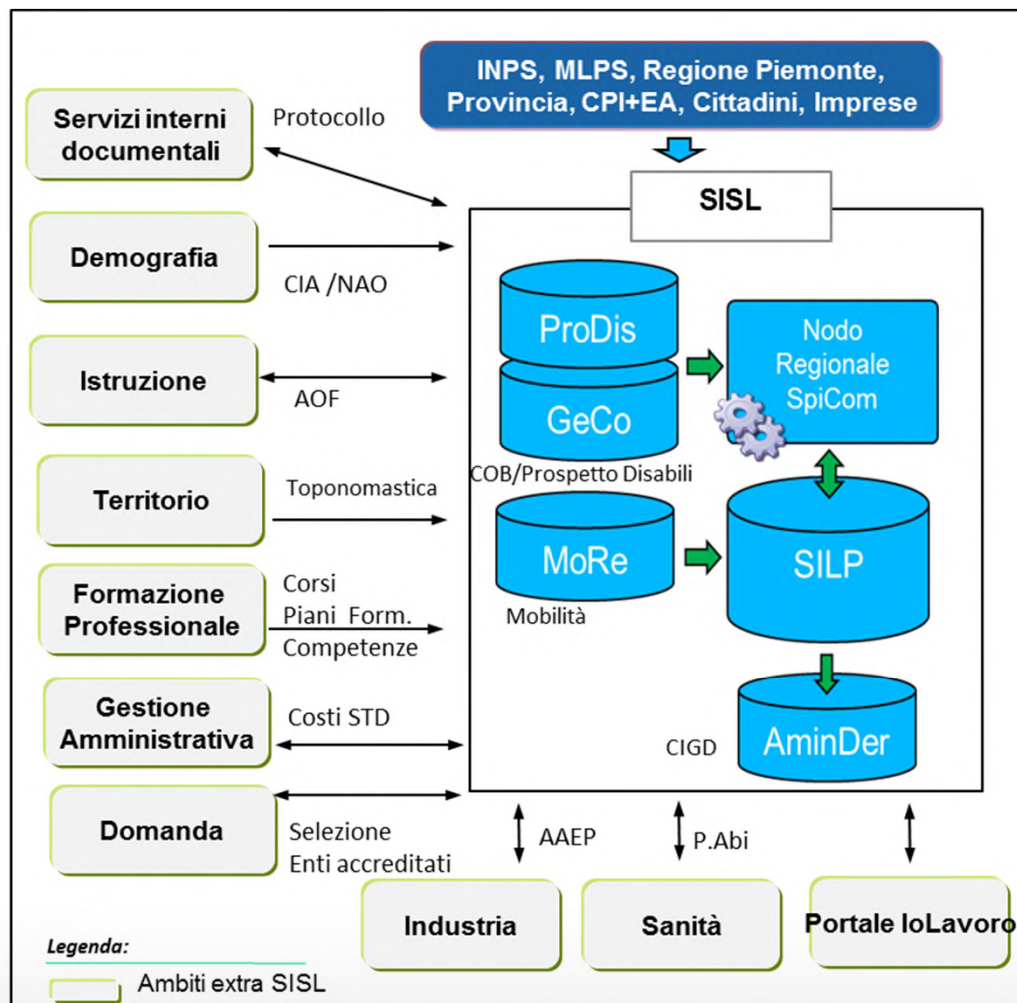 INPS, MLPS, Regione Piemonte,
Provincia, CPI+EA, Cittadini, Imprese
Servizi interni
documentali
Protocollo
SISL
Demografia
CIA /NAO
ProDis
Nodo
Regionale
SpiCom
Istruzione
AOF
GeCo
COB/Prospetto Disabili
Territorio
Toponomastica
MoRe
SILP
Mobilità
Formazione
Professionale
Corsi
Piani Form.
Competenze
Gestione
Amministrativa
Costi STD
CIGD
AminDer
Domanda
Selezione
Enti accreditati
AAEP
P.Abi
Industria
Sanità
Portale IoLavoro
Legenda:
Ambiti extra SISL